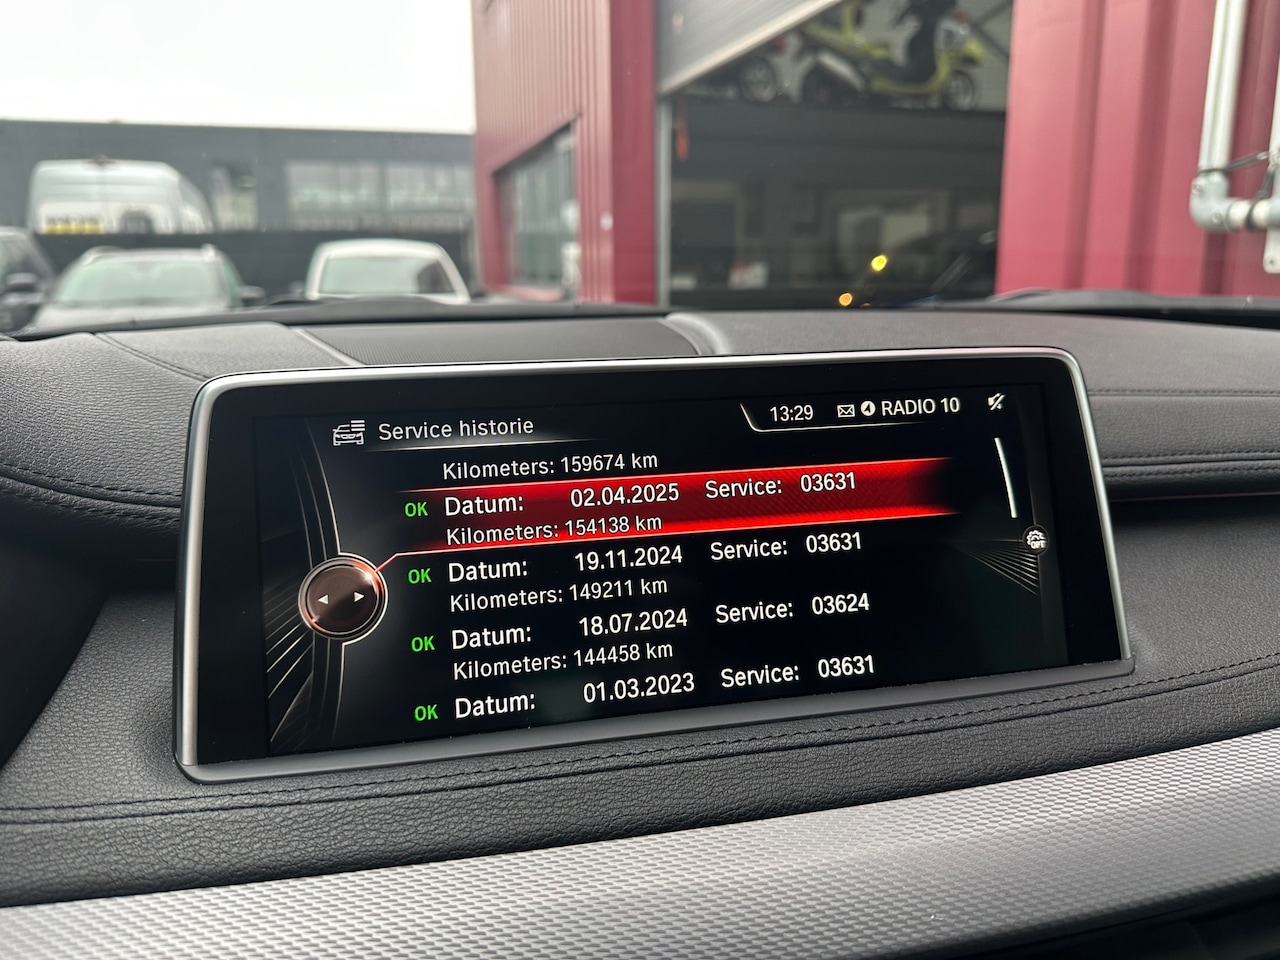 Service historie
13:29 RADIO 10
Kilometers: 159674 km
OK Datum: 02.04.2025 Service: 03631
Kilometers: 154138 km
OK Datum: 19.11.2024 Service: 03631
Kilometers: 149211 km
OK Datum: 18.07.2024 Service: 03624
Kilometers: 144458 km
OK Datum: 01.03.2023 Service: 03631
OFF